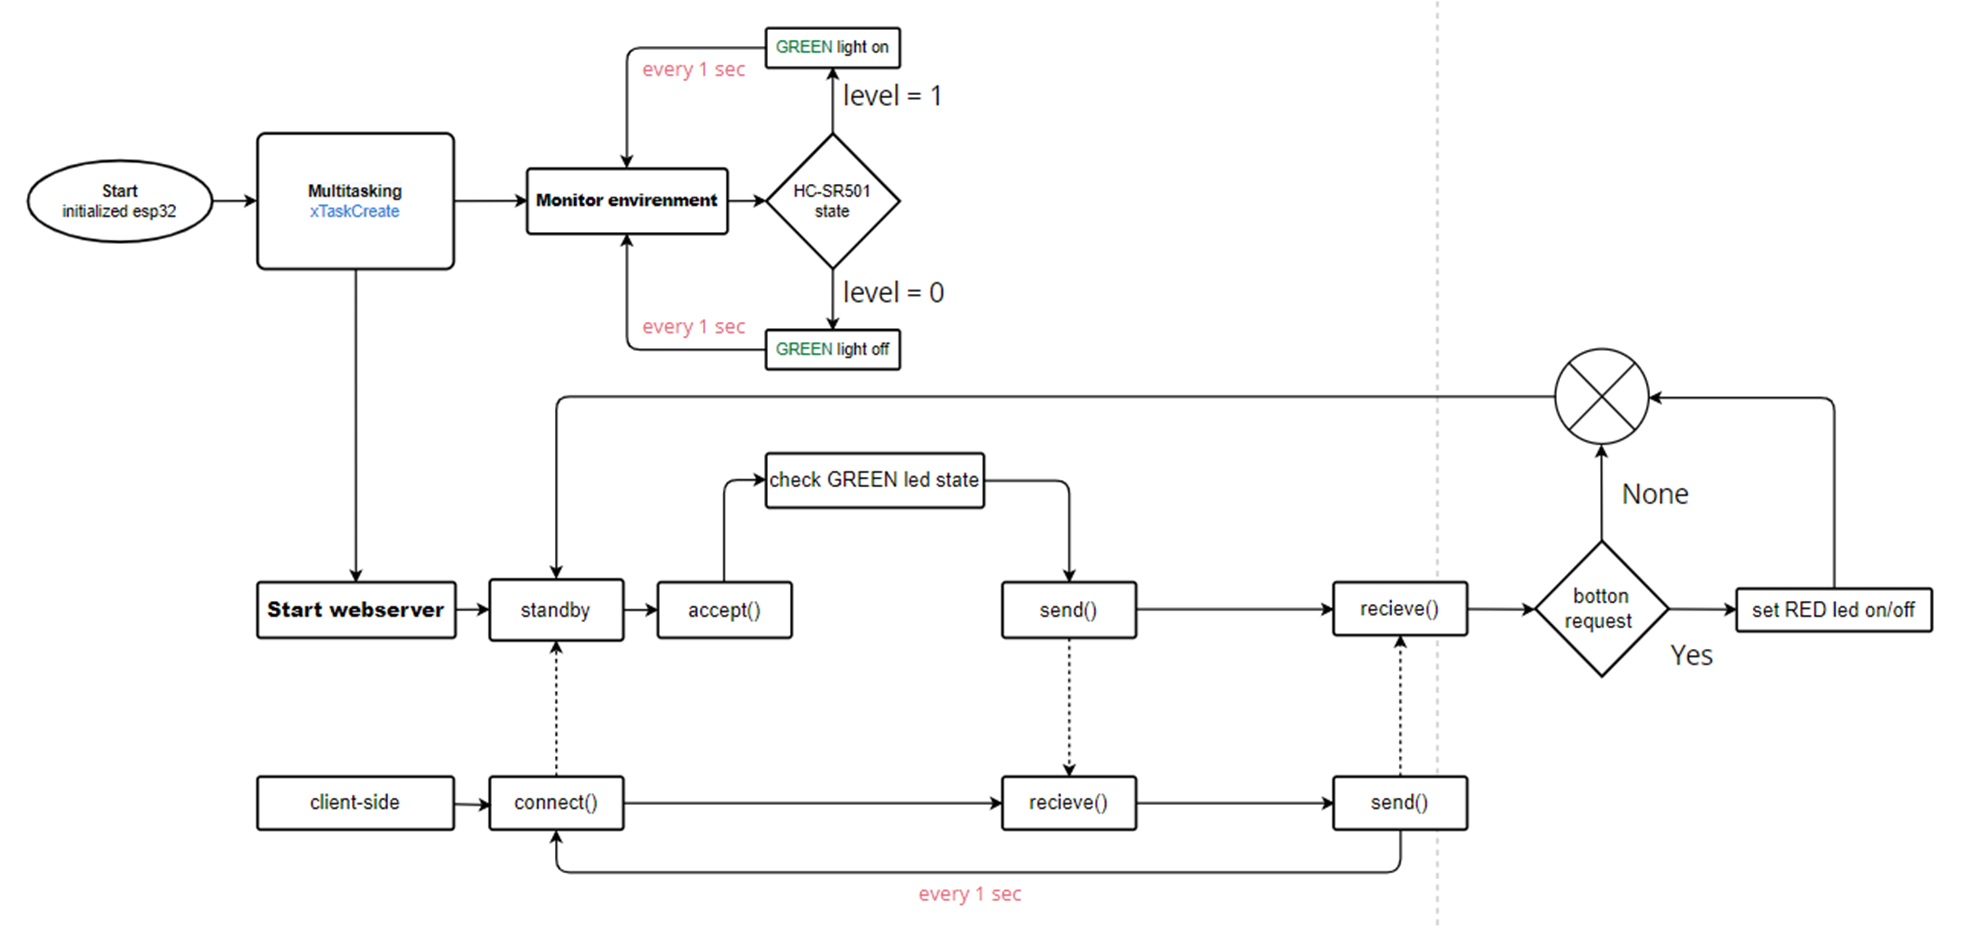 GREEN light on
every 1 sec
level = 1
Start
initialized esp32
Multitasking
xTaskCreate
Monitor envirenment
HC-SR501
state
level = 0
every 1 sec
GREEN light off
check GREEN led state
None
Start webserver
standby
accept()
send()
recieve()
botton
request
set RED led on/off
Yes
client-side
connect()
recieve()
send()
every 1 sec